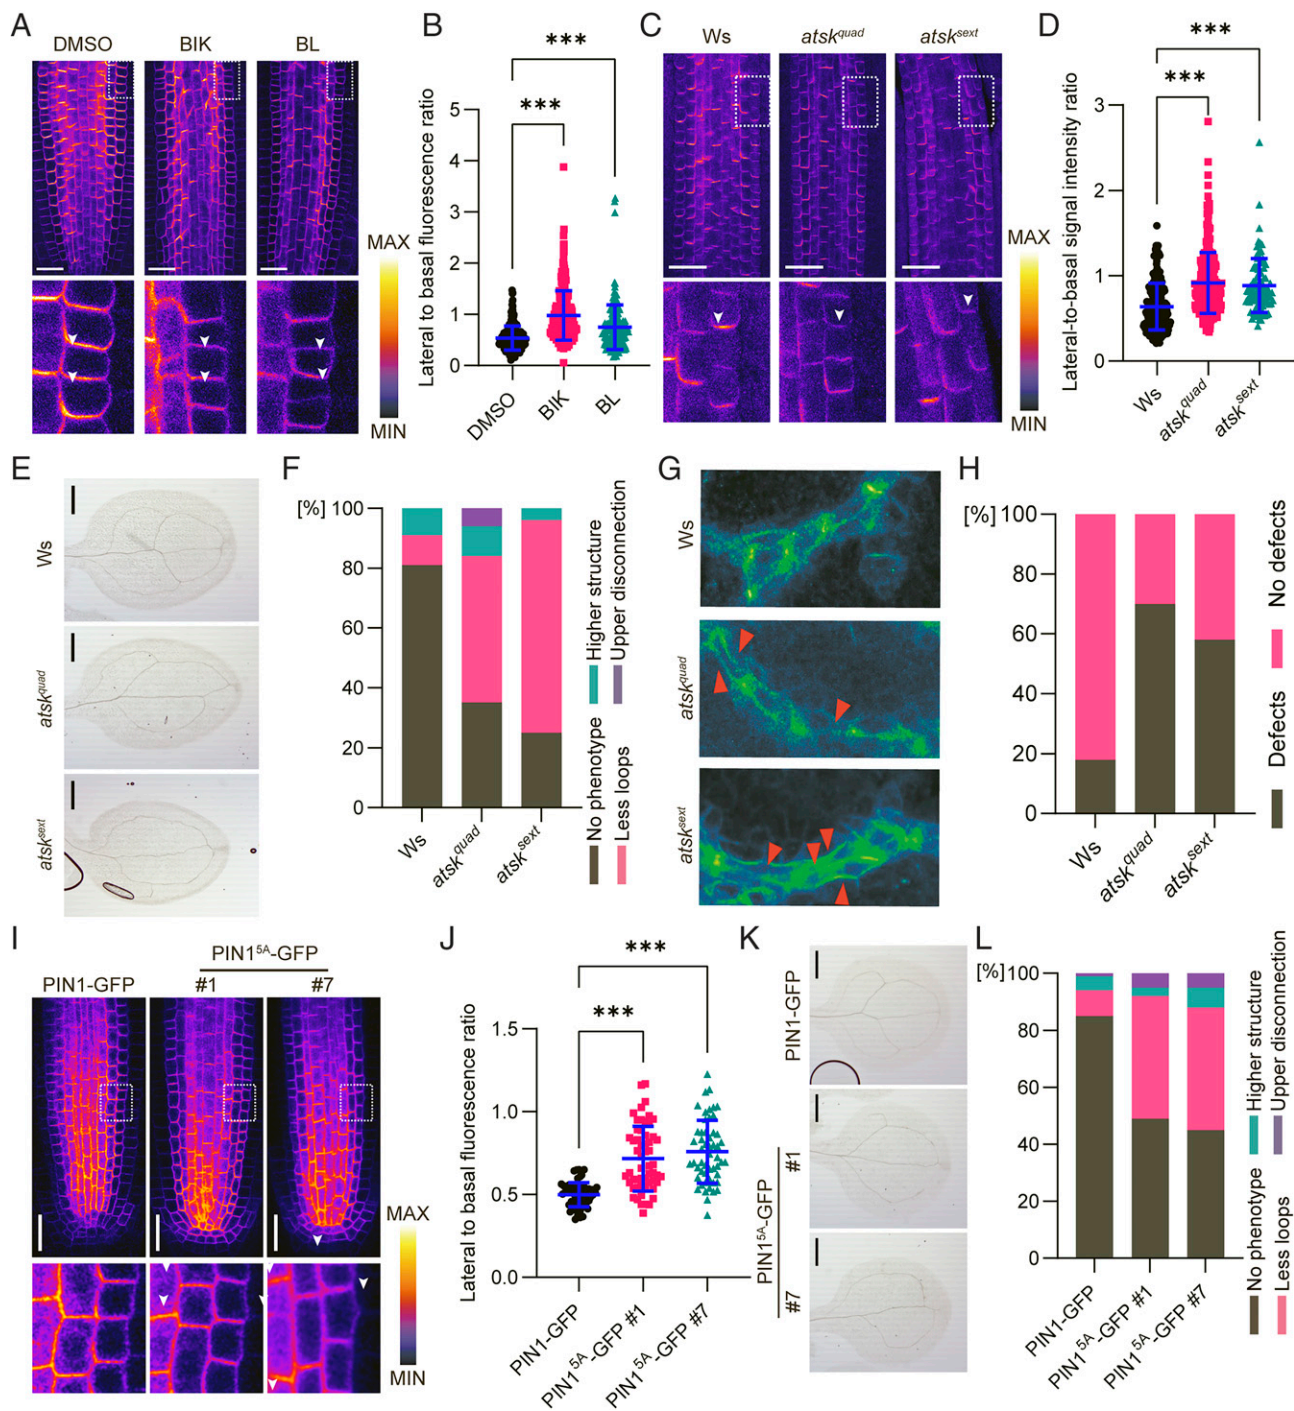 A
DMSO
BIK
BL
MAX
MIN
B
***
***
Lateral to basal fluorescence ratio
5
4
3
2
1
0
DMSO
BIK
BL
C
Ws
atsk^quad
atsk^sext
MAX
MIN
D
***
***
Lateral-to-basal signal intensity ratio
3
2
1
0
Ws
atsk^quad
atsk^sext
E
Ws
atsk^quad
atsk^sext
F
[%]
100
80
60
40
20
0
Ws
atsk^quad
atsk^sext
No phenotype
Higher structure
Less loops
Upper disconnection
G
Ws
atsk^quad
atsk^sext
H
[%]
100
80
60
40
20
0
Ws
atsk^quad
atsk^sext
Defects
No defects
I
PIN1^5A-GFP
PIN1-GFP
#1
#7
MAX
MIN
J
***
***
Lateral to basal fluorescence ratio
1.5
1.0
0.5
0.0
PIN1-GFP
PIN1^5A-GFP #1
PIN1^5A-GFP #7
K
PIN1-GFP
PIN1^5A-GFP
#1
#7
L
[%]
100
80
60
40
20
0
PIN1-GFP
PIN1^5A-GFP #1
PIN1^5A-GFP #7
No phenotype
Higher structure
Less loops
Upper disconnection